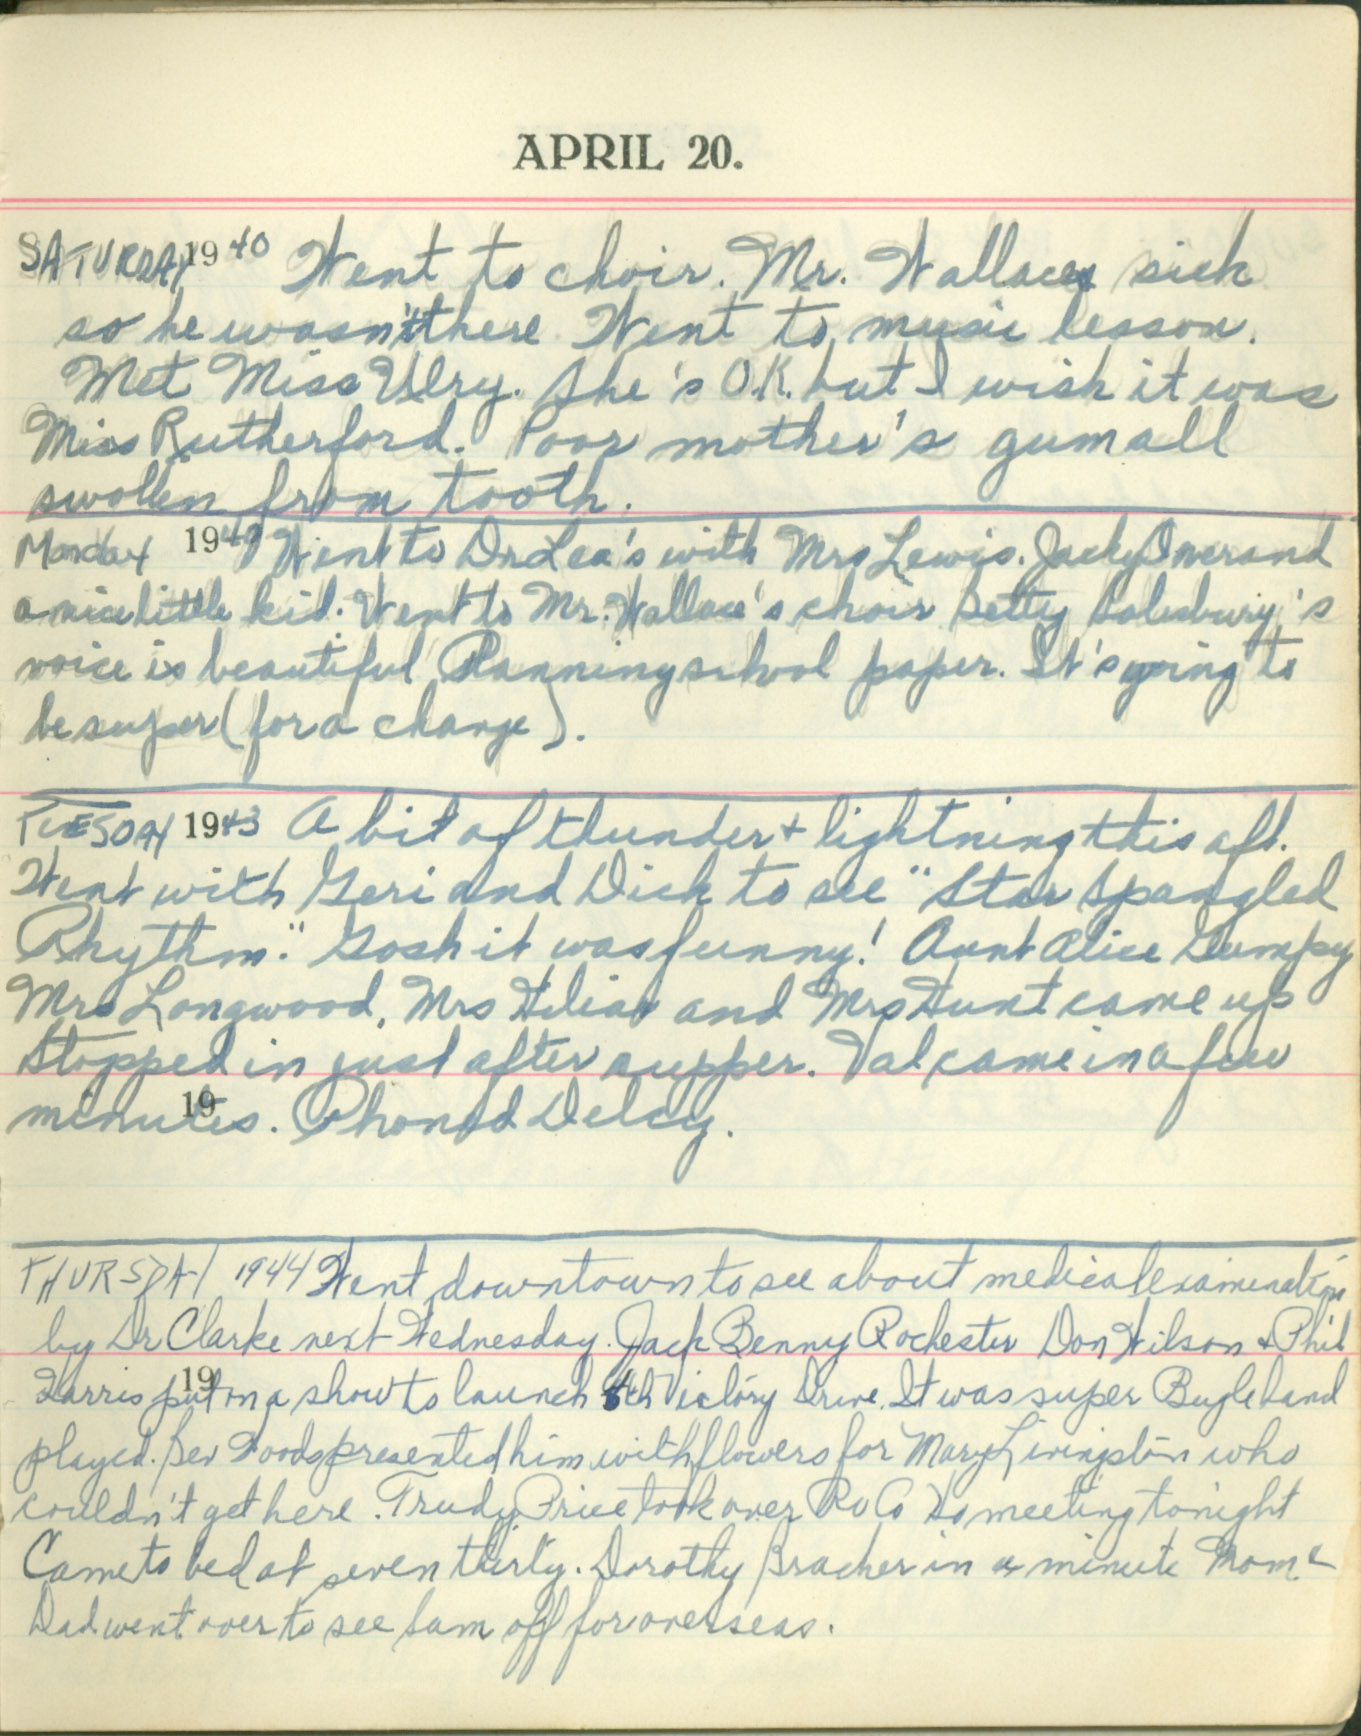 APRIL 20.
SATURDAY 1940 Went to choir. Mr. Wallace sick
so he wasn't there. Went to music lesson.
Met Miss Ulry. She's O.K. but I wish it was
Miss Rutherford. Poor mother's gum all
swollen from tooth.
Monday 19 Went to Dr Lea's with Mrs Lewis. Jacky Omer and
a nice little kid. Went to Mr. Wallace's choir Betty Salesbury's
voice is beautiful. Planning school paper. It's going to
be super (for a change).
TUESDAY 1943 A bit of thunder + lightning this aft.
Went with Geri and Dick to see "Star Spangled
Rhythm." Gosh it was funny! Aunt Alice Gumpy
Mrs Longwood, Mrs and Mrs Hunt came up
Stopped in just after supper. Val came in a few
19
minutes. Phoned Delcy.
THURSDAY 1944 Went downtown to see about medical examination
by Dr Clarke next Wednesday. Jack Benny Rochester Don Wilson + Phil
19
Harris put on a show to launch 6th Victory Drive. It was super Bugle band
played. Bev Woods presented him with flowers for Mary Livingston who
couldn't get here. Trudy Price took over Ro Co So meeting tonight
Came to bed at seven thirty. Dorothy Bracher in a minute Mom &
Dad went over to see Sam off for overseas.